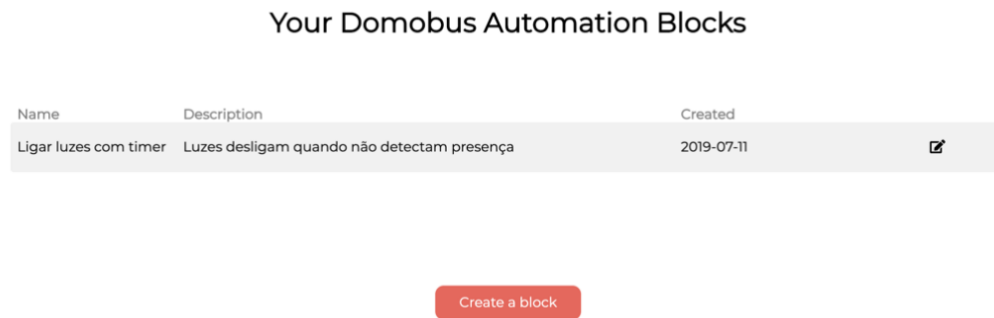 Your Domobus Automation Blocks
Name Description Created
Ligar luzes com timer Luzes desligam quando não detectam presença 2019-07-11
Create a block